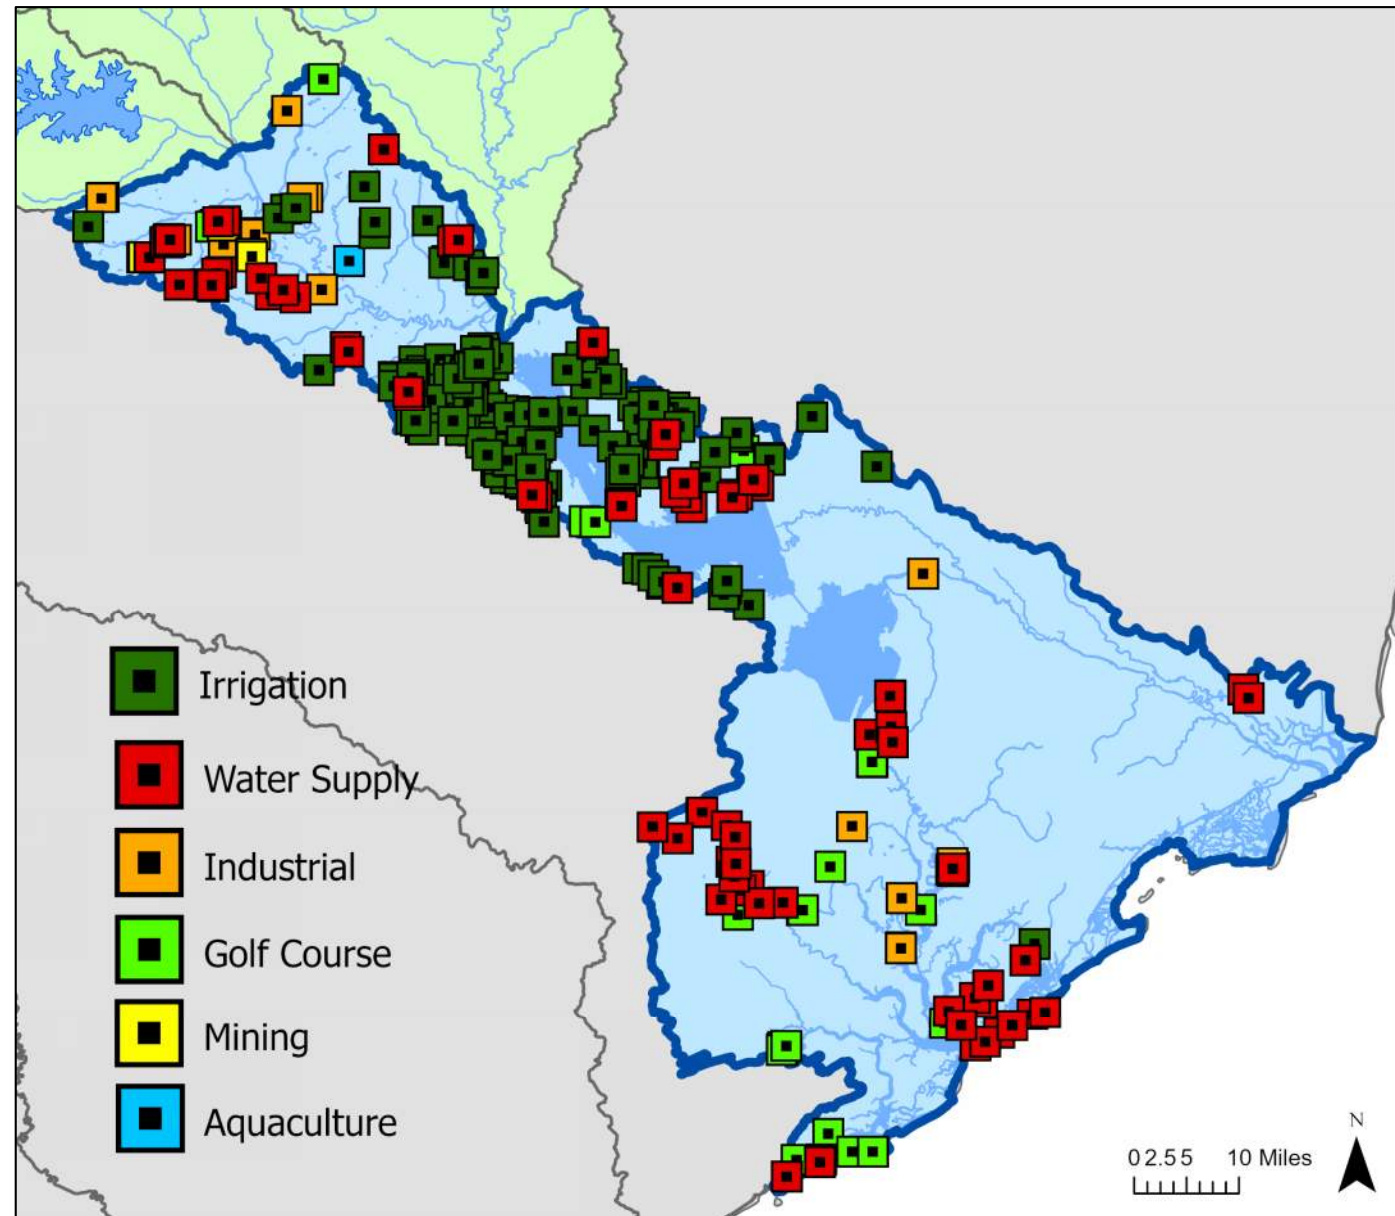 Irrigation
Water Supply
Industrial
Golf Course
Mining
Aquaculture
N
0 2.5 5 10 Miles